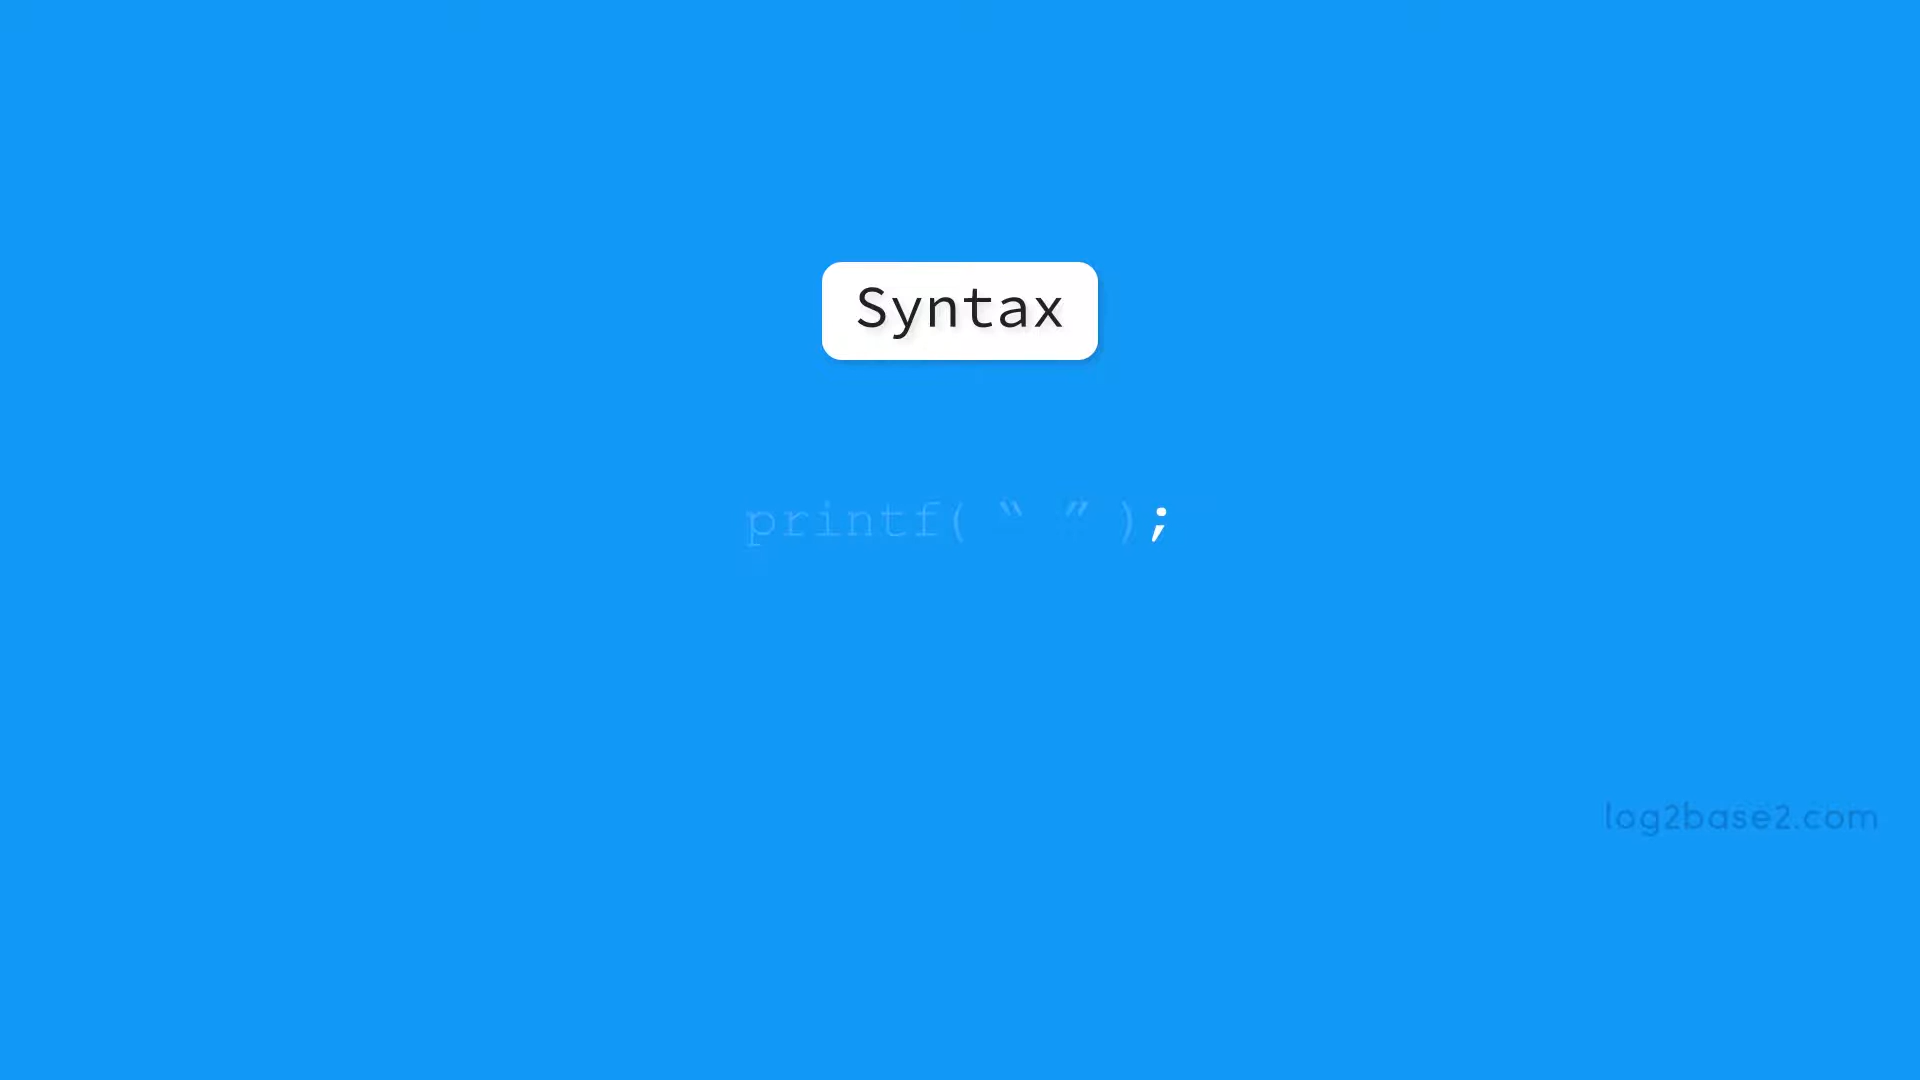 Syntax
printf( “ ” );
log2base2.com